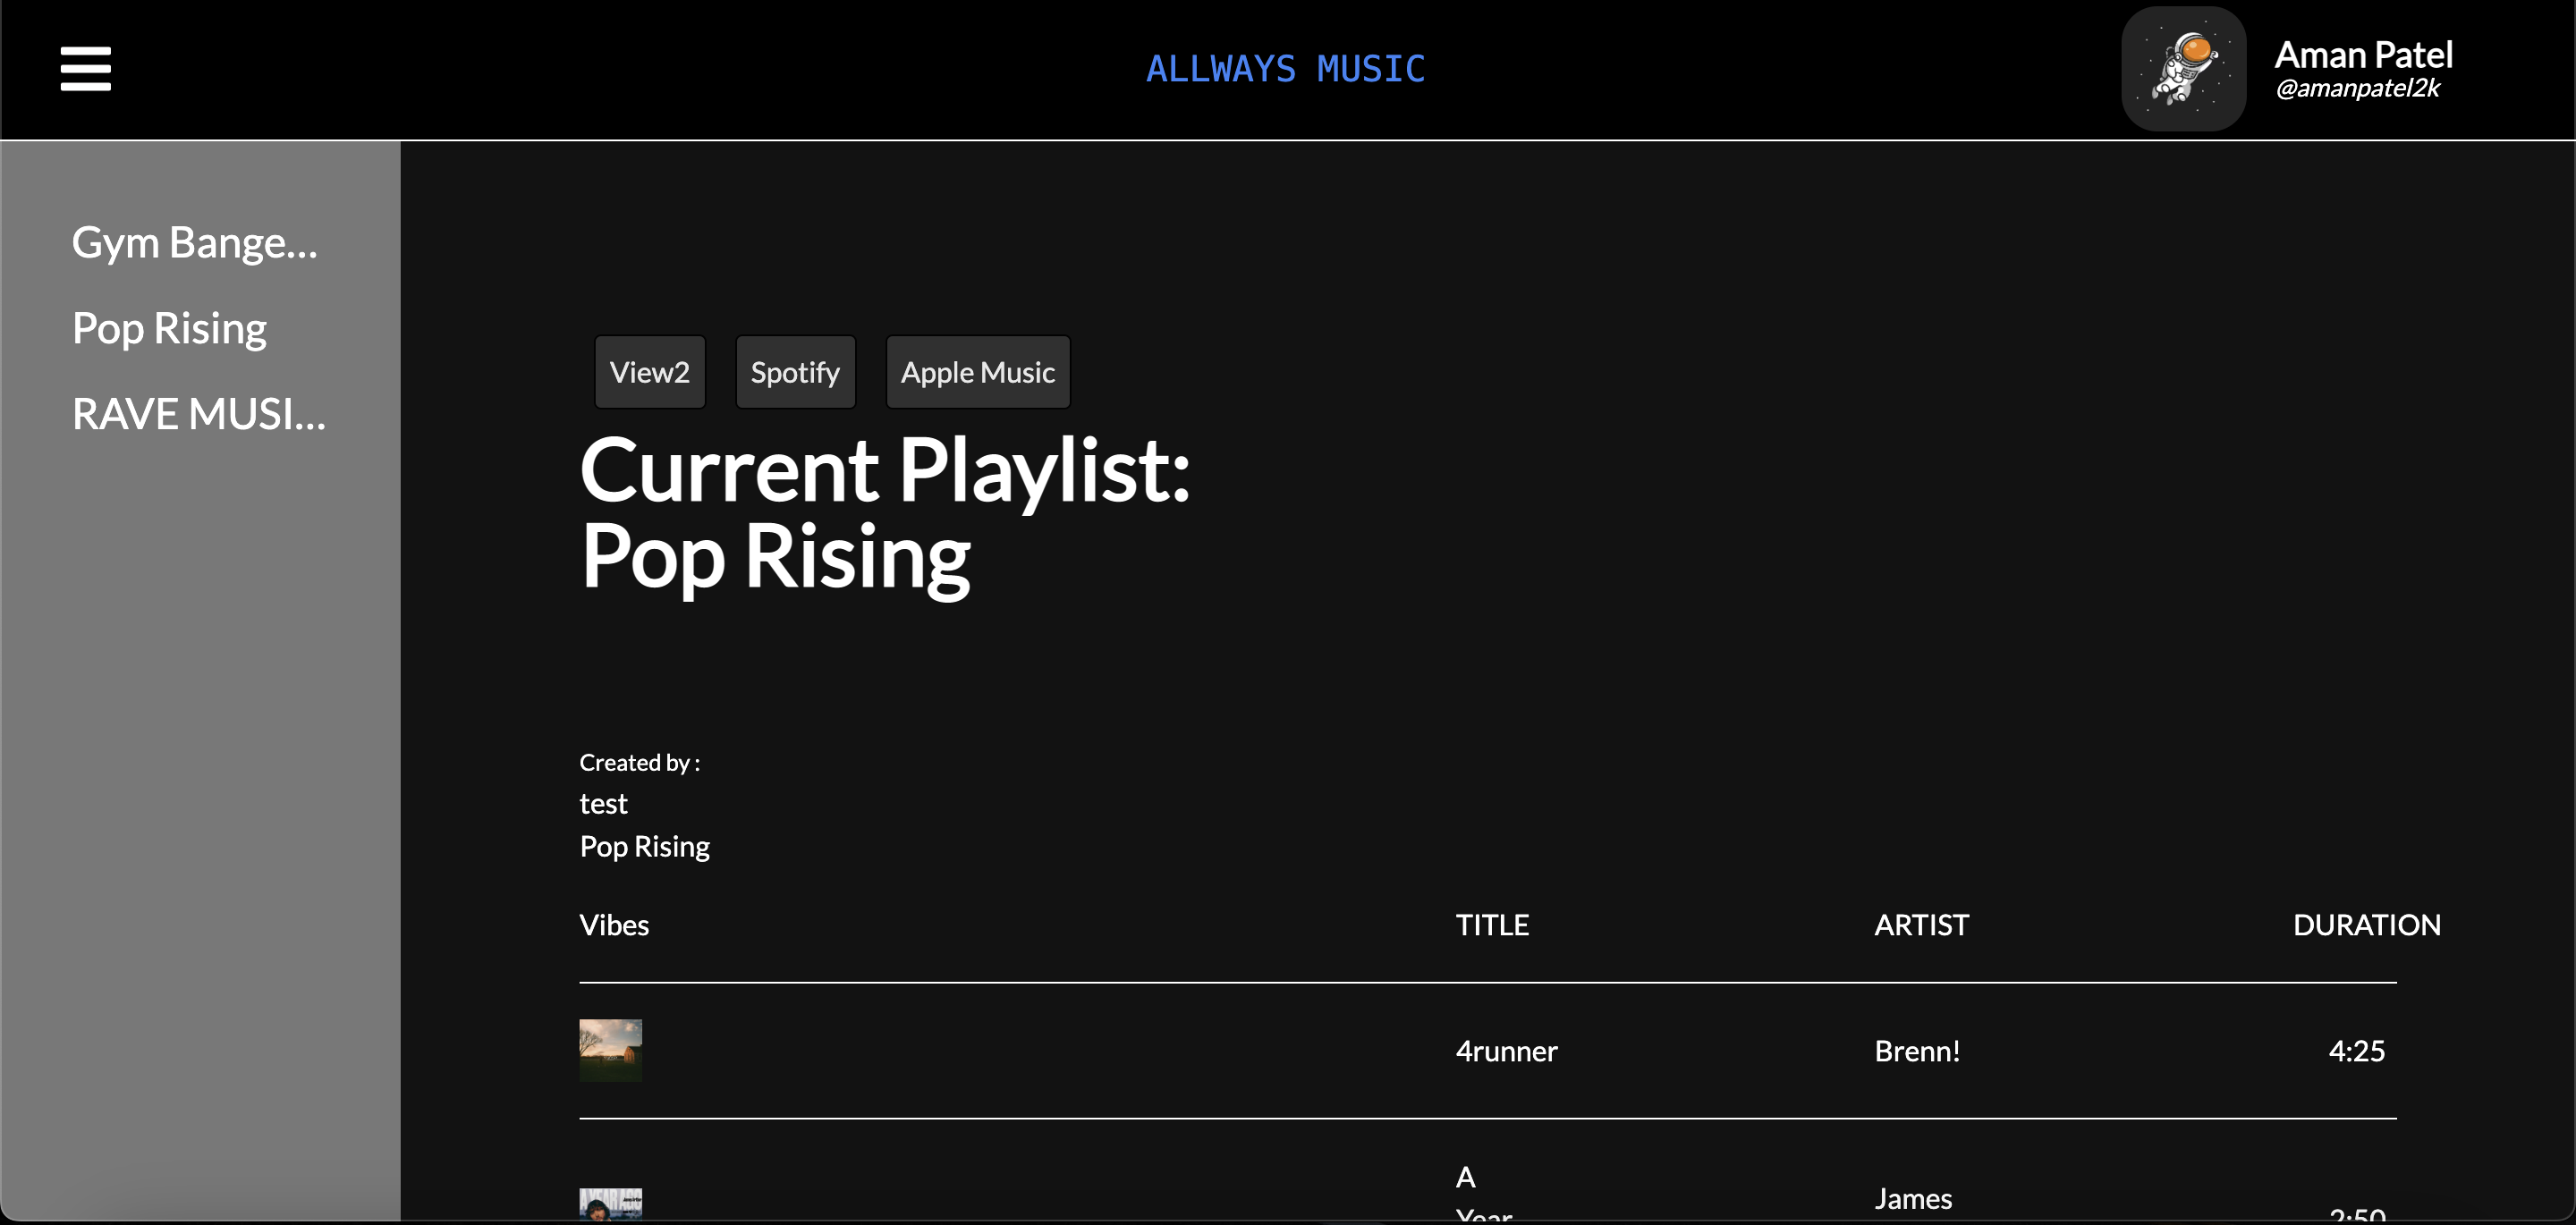 ALLWAYS MUSIC
Aman Patel
@amanpatel2k
Gym Bange...
Pop Rising
RAVE MUSI...
View2 Spotify Apple Music
Current Playlist:
Pop Rising
Created by :
test
Pop Rising
Vibes TITLE ARTIST DURATION
4runner Brenn! 4:25
A
Year
James
2:50